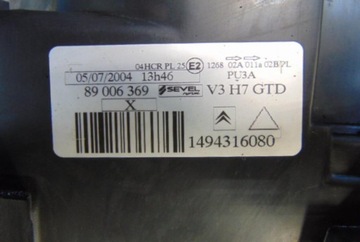 04HCR PL 25 E2 1268 02A 011a 02B PL
05/07/2004 13h46 PU3A
89 006 369 SEVEL V3 H7 GTD
X
1494316080